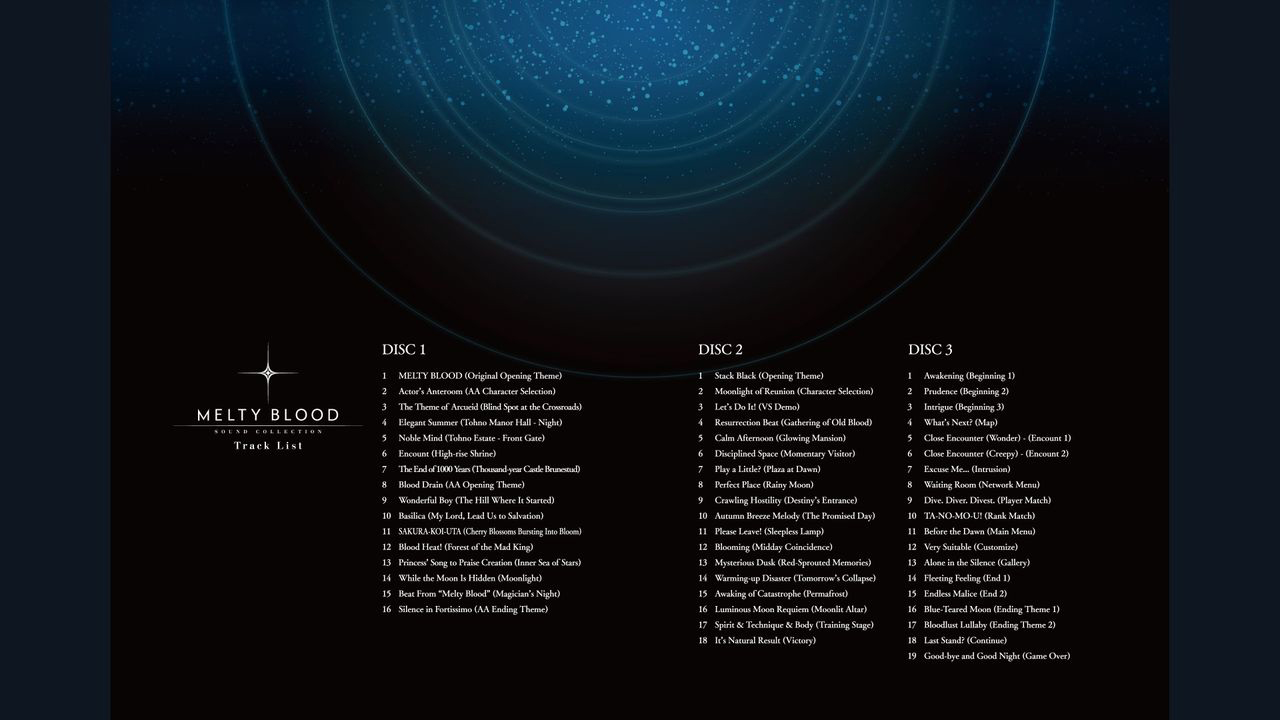 MELTY BLOOD
SOUND COLLECTION
Track List
DISC 1
1 MELTY BLOOD (Original Opening Theme)
2 Actor's Anteroom (AA Character Selection)
3 The Theme of Arcueid (Blind Spot at the Crossroads)
4 Elegant Summer (Tohno Manor Hall - Night)
5 Noble Mind (Tohno Estate - Front Gate)
6 Encount (High-rise Shrine)
7 The End of 1000 Years (Thousand-year Castle Brunestud)
8 Blood Drain (AA Opening Theme)
9 Wonderful Boy (The Hill Where It Started)
10 Basilica (My Lord, Lead Us to Salvation)
11 SAKURA-KOI-UTA (Cherry Blossoms Bursting Into Bloom)
12 Blood Heat! (Forest of the Mad King)
13 Princess' Song to Praise Creation (Inner Sea of Stars)
14 While the Moon Is Hidden (Moonlight)
15 Beat From “Melty Blood” (Magician's Night)
16 Silence in Fortissimo (AA Ending Theme)
DISC 2
1 Stack Black (Opening Theme)
2 Moonlight of Reunion (Character Selection)
3 Let's Do It! (VS Demo)
4 Resurrection Beat (Gathering of Old Blood)
5 Calm Afternoon (Glowing Mansion)
6 Disciplined Space (Momentary Visitor)
7 Play a Little? (Plaza at Dawn)
8 Perfect Place (Rainy Moon)
9 Crawling Hostility (Destiny's Entrance)
10 Autumn Breeze Melody (The Promised Day)
11 Please Leave! (Sleepless Lamp)
12 Blooming (Midday Coincidence)
13 Mysterious Dusk (Red-Sprouted Memories)
14 Warming-up Disaster (Tomorrow's Collapse)
15 Awaking of Catastrophe (Permafrost)
16 Luminous Moon Requiem (Moonlit Altar)
17 Spirit & Technique & Body (Training Stage)
18 It's Natural Result (Victory)
DISC 3
1 Awakening (Beginning 1)
2 Prudence (Beginning 2)
3 Intrigue (Beginning 3)
4 What's Next? (Map)
5 Close Encounter (Wonder) - (Encount 1)
6 Close Encounter (Creepy) - (Encount 2)
7 Excuse Me... (Intrusion)
8 Waiting Room (Network Menu)
9 Dive. Diver. Divest. (Player Match)
10 TA-NO-MO-U! (Rank Match)
11 Before the Dawn (Main Menu)
12 Very Suitable (Customize)
13 Alone in the Silence (Gallery)
14 Fleeting Feeling (End 1)
15 Endless Malice (End 2)
16 Blue-Teared Moon (Ending Theme 1)
17 Bloodlust Lullaby (Ending Theme 2)
18 Last Stand? (Continue)
19 Good-bye and Good Night (Game Over)